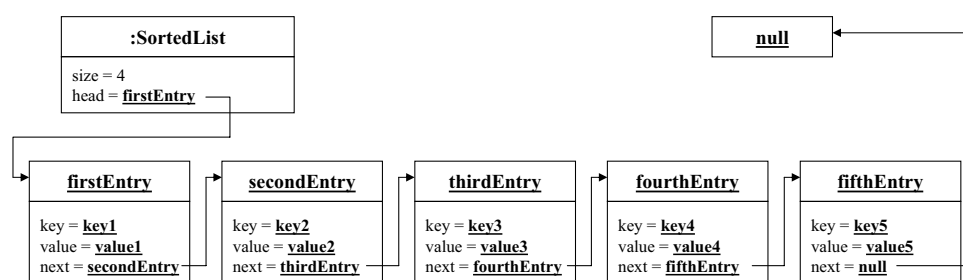 :SortedList
size = 4
head = firstEntry
null
firstEntry
key = key1
value = value1
next = secondEntry
secondEntry
key = key2
value = value2
next = thirdEntry
thirdEntry
key = key3
value = value3
next = fourthEntry
fourthEntry
key = key4
value = value4
next = fifthEntry
fifthEntry
key = key5
value = value5
next = null